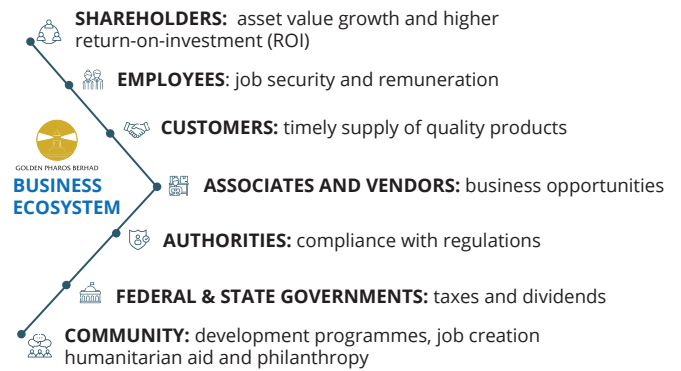 SHAREHOLDERS: asset value growth and higher
return-on-investment (ROI)
EMPLOYEES: job security and remuneration
CUSTOMERS: timely supply of quality products
GOLDEN PHAROS BERHAD
BUSINESS
ECOSYSTEM
ASSOCIATES AND VENDORS: business opportunities
AUTHORITIES: compliance with regulations
FEDERAL & STATE GOVERNMENTS: taxes and dividends
COMMUNITY: development programmes, job creation
humanitarian aid and philanthropy